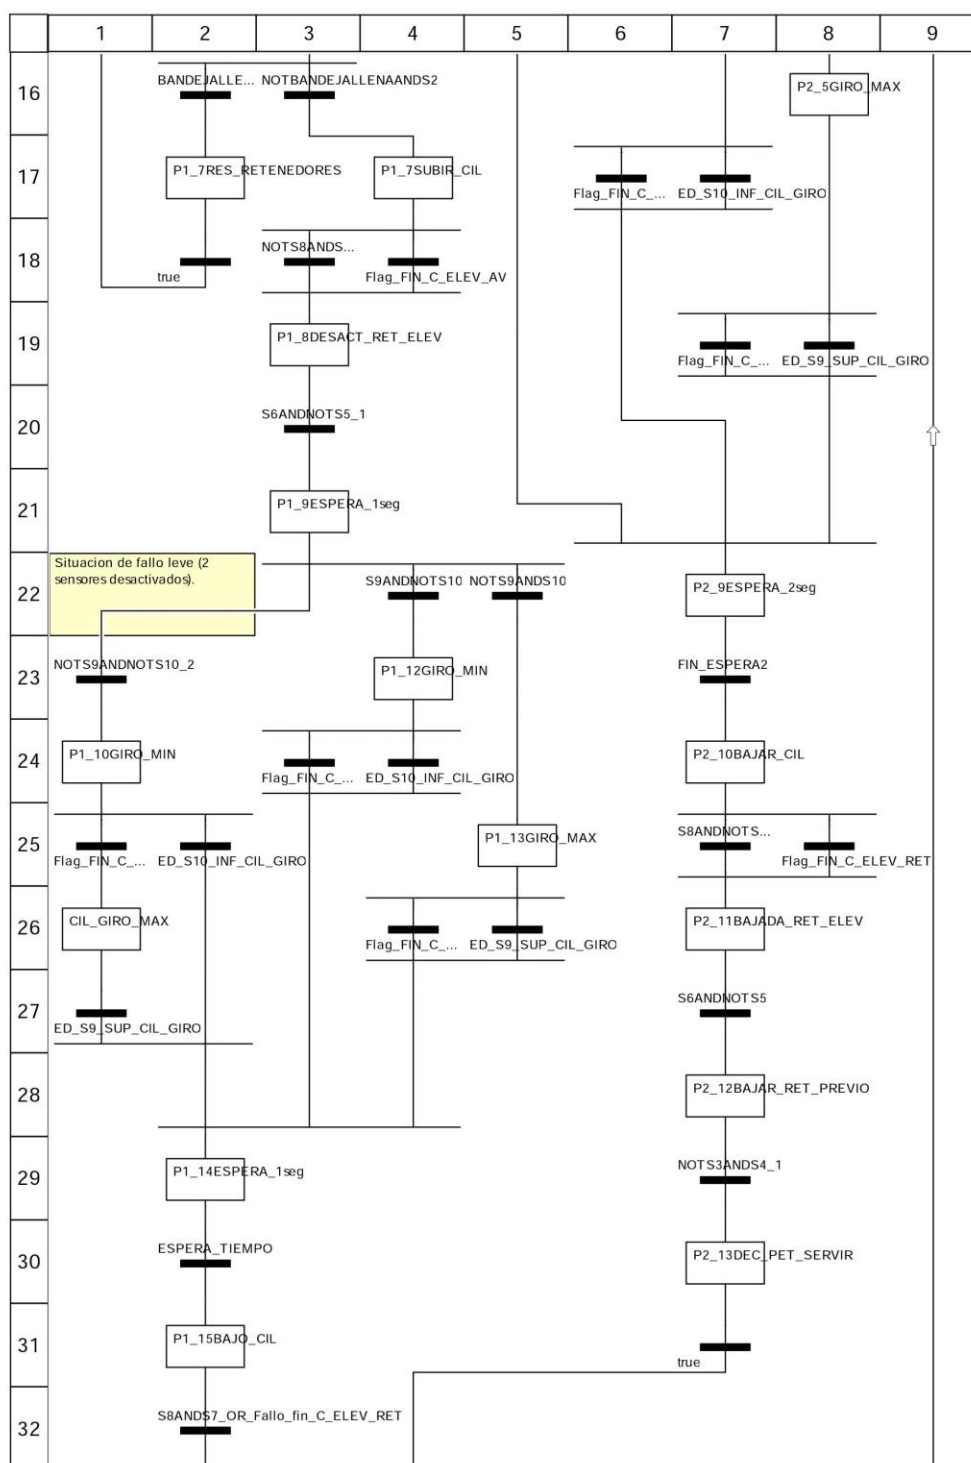 1 2 3 4 5 6 7 8 9
16
BANDEJALLE... NOTBANDEJALLENAANDS2
P2_5GIRO_MAX
17
P1_7RES_RETENEDORES
P1_7SUBIR_CIL
Flag_FIN_C_... ED_S10_INF_CIL_GIRO
18
NOTS8ANDS...
true
Flag_FIN_C_ELEV_AV
19
P1_8DESACT_RET_ELEV
Flag_FIN_C_... ED_S9_SUP_CIL_GIRO
20
S6ANDNOTS5_1
21
P1_9ESPERA_1seg
22
Situacion de fallo leve (2
sensores desactivados).
S9ANDNOTS10 NOTS9ANDS10
P2_9ESPERA_2seg
23
NOTS9ANDNOTS10_2
P1_12GIRO_MIN
FIN_ESPERA2
24
P1_10GIRO_MIN
Flag_FIN_C_... ED_S10_INF_CIL_GIRO
P2_10BAJAR_CIL
25
Flag_FIN_C_... ED_S10_INF_CIL_GIRO
P1_13GIRO_MAX
S8ANDNOTS...
Flag_FIN_C_ELEV_RET
26
CIL_GIRO_MAX
Flag_FIN_C_... ED_S9_SUP_CIL_GIRO
P2_11BAJADA_RET_ELEV
27
ED_S9_SUP_CIL_GIRO
S6ANDNOTS5
28
P2_12BAJAR_RET_PREVIO
29
P1_14ESPERA_1seg
NOTS3ANDS4_1
30
ESPERA_TIEMPO
P2_13DEC_PET_SERVIR
31
P1_15BAJO_CIL
true
32
S8ANDS7_OR_Fallo_fin_C_ELEV_RET